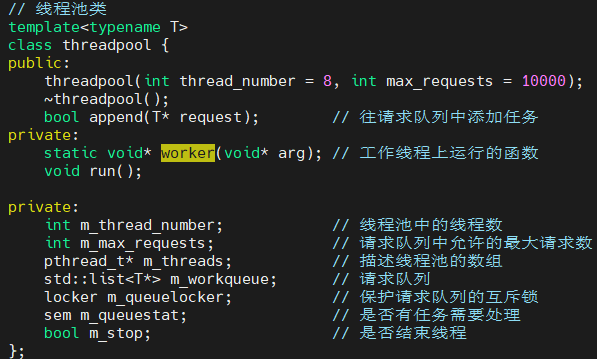 // 线程池类
template<typename T>
class threadpool {
public:
    threadpool(int thread_number = 8, int max_requests = 10000);
    ~threadpool();
    bool append(T* request);        // 往请求队列中添加任务
private:
    static void* worker(void* arg); // 工作线程上运行的函数
    void run();

private:
    int m_thread_number;            // 线程池中的线程数
    int m_max_requests;             // 请求队列中允许的最大请求数
    pthread_t* m_threads;           // 描述线程池的数组
    std::list<T*> m_workqueue;      // 请求队列
    locker m_queuelocker;           // 保护请求队列的互斥锁
    sem m_queuestat;                // 是否有任务需要处理
    bool m_stop;                    // 是否结束线程
};